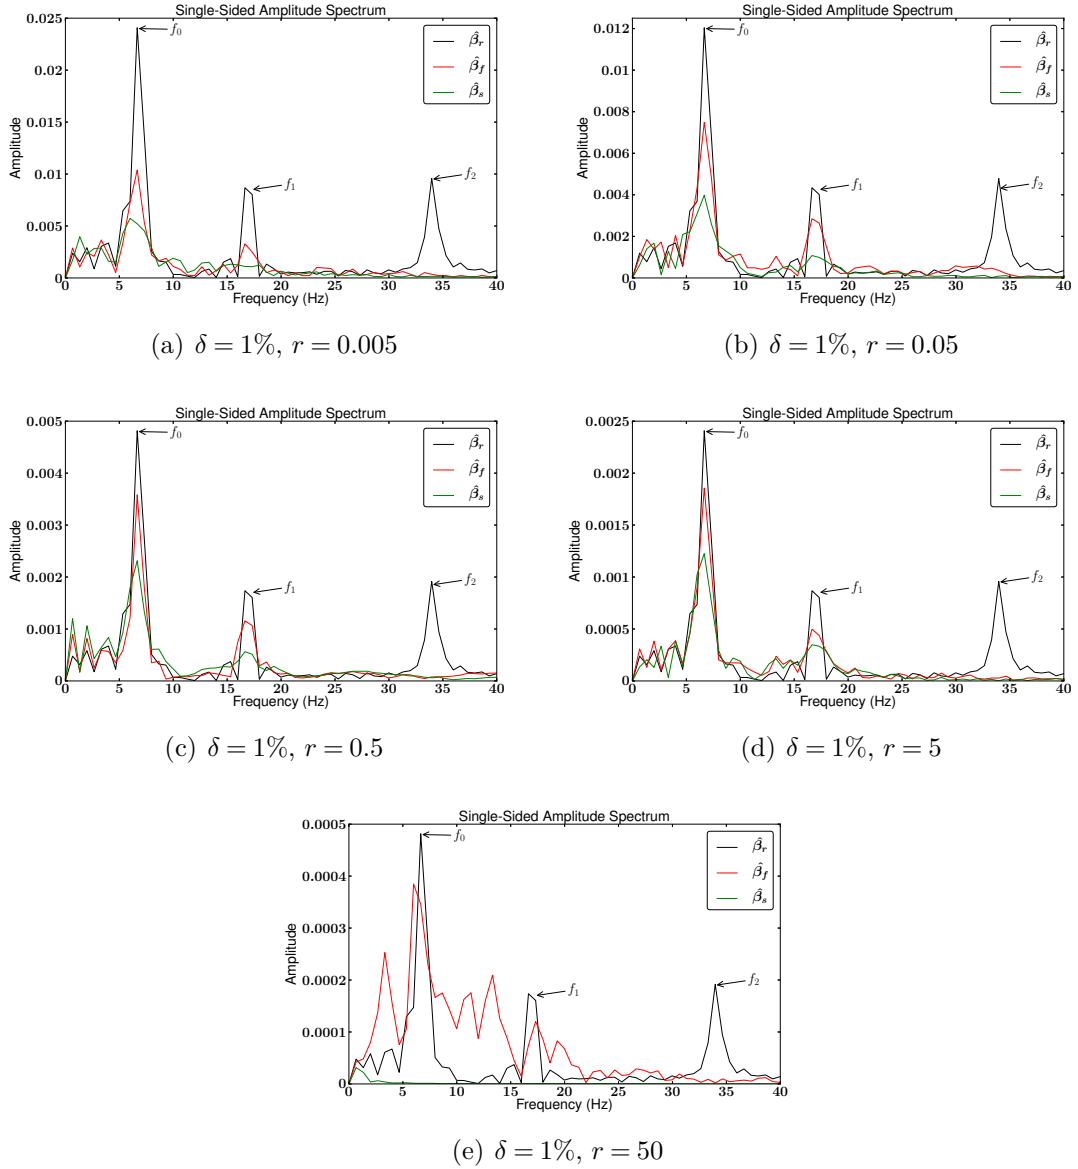 Single-Sided Amplitude Spectrum
0.025
0.02
0.015
0.010
0.005
0
Amplitude
0 5 10 15 20 25 30 35 40
Frequency (Hz)
f₀
f₁
f₂
β̂ᵣ
β̂_f
β̂ₛ
(a) δ = 1%, r = 0.005
Single-Sided Amplitude Spectrum
0.012
0.010
0.008
0.006
0.004
0.002
0
Amplitude
0 5 10 15 20 25 30 35 40
Frequency (Hz)
f₀
f₁
f₂
β̂ᵣ
β̂_f
β̂ₛ
(b) δ = 1%, r = 0.05
Single-Sided Amplitude Spectrum
0.005
0.004
0.003
0.002
0.001
0
Amplitude
0 5 10 15 20 25 30 35 40
Frequency (Hz)
f₀
f₁
f₂
β̂ᵣ
β̂_f
β̂ₛ
(c) δ = 1%, r = 0.5
Single-Sided Amplitude Spectrum
0.0025
0.002
0.0015
0.001
0.0005
0
Amplitude
0 5 10 15 20 25 30 35 40
Frequency (Hz)
f₀
f₁
f₂
β̂ᵣ
β̂_f
β̂ₛ
(d) δ = 1%, r = 5
Single-Sided Amplitude Spectrum
0.0005
0.0004
0.0003
0.0002
0.0001
0
Amplitude
0 5 10 15 20 25 30 35 40
Frequency (Hz)
f₀
f₁
f₂
β̂ᵣ
β̂_f
β̂ₛ
(e) δ = 1%, r = 50